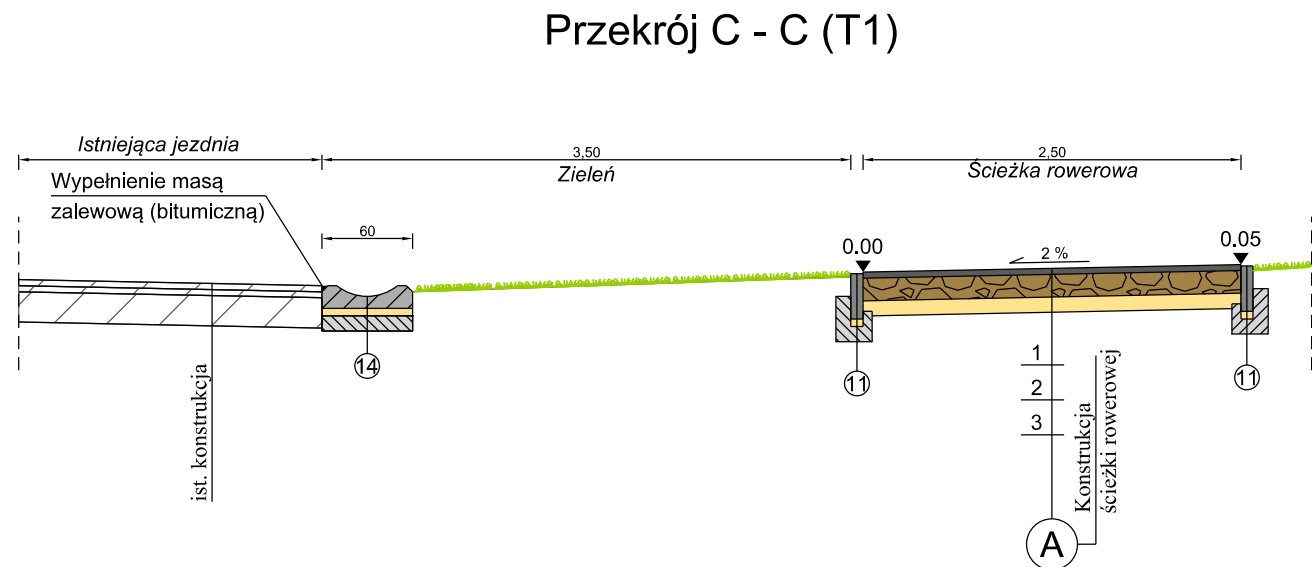 Przekrój C - C (T1)
Istniejąca jezdnia
3,50
Zieleń
2,50
Ścieżka rowerowa
Wypełnienie masą
zalewową (bitumiczną)
60
0.00
2 %
0.05
14
11
11
1
2
3
ist. konstrukcja
Konstrukcja
ścieżki rowerowej
A